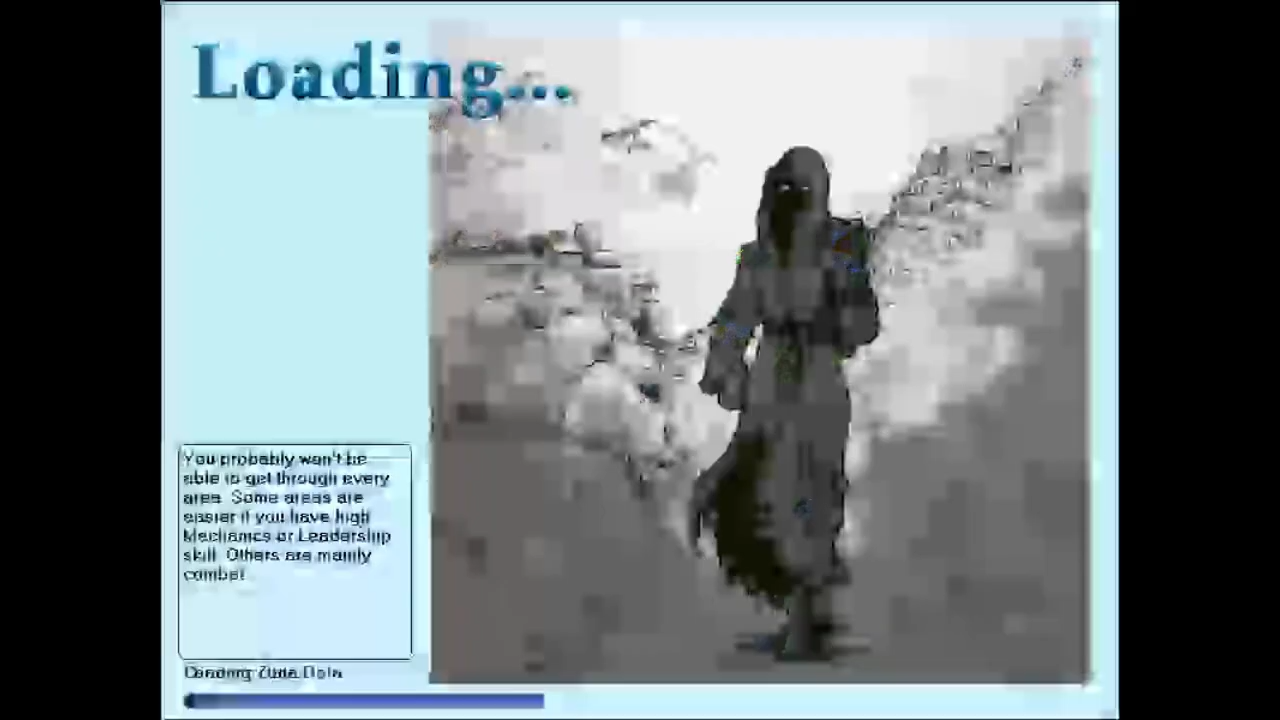 Loading...
You probably won't be
able to get through every
area. Some areas are
easier if you have high
Mechanics or Leadership
skill. Others are mainly
combat.
Loading Zone Data